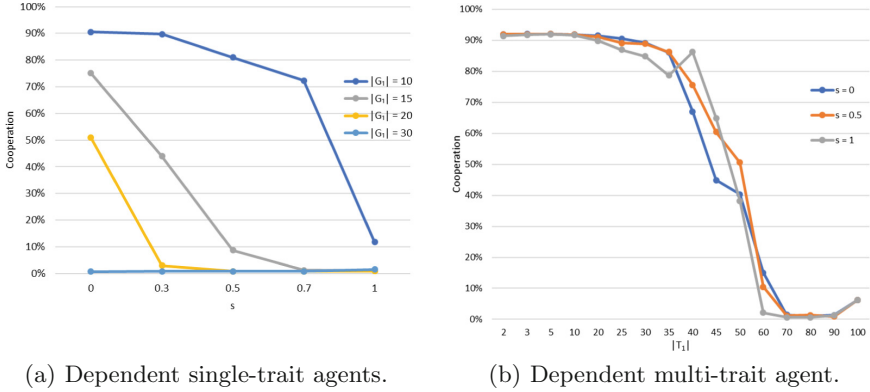 100%
90%
80%
70%
60%
50%
40%
30%
20%
10%
0%
Cooperation
0 0.3 0.5 0.7 1
s
|G₁| = 10
|G₁| = 15
|G₁| = 20
|G₁| = 30
(a) Dependent single-trait agents.
100%
90%
80%
70%
60%
50%
40%
30%
20%
10%
0%
Cooperation
2 3 5 10 20 25 30 35 40 45 50 60 70 80 90 100
|T₁|
s = 0
s = 0.5
s = 1
(b) Dependent multi-trait agent.